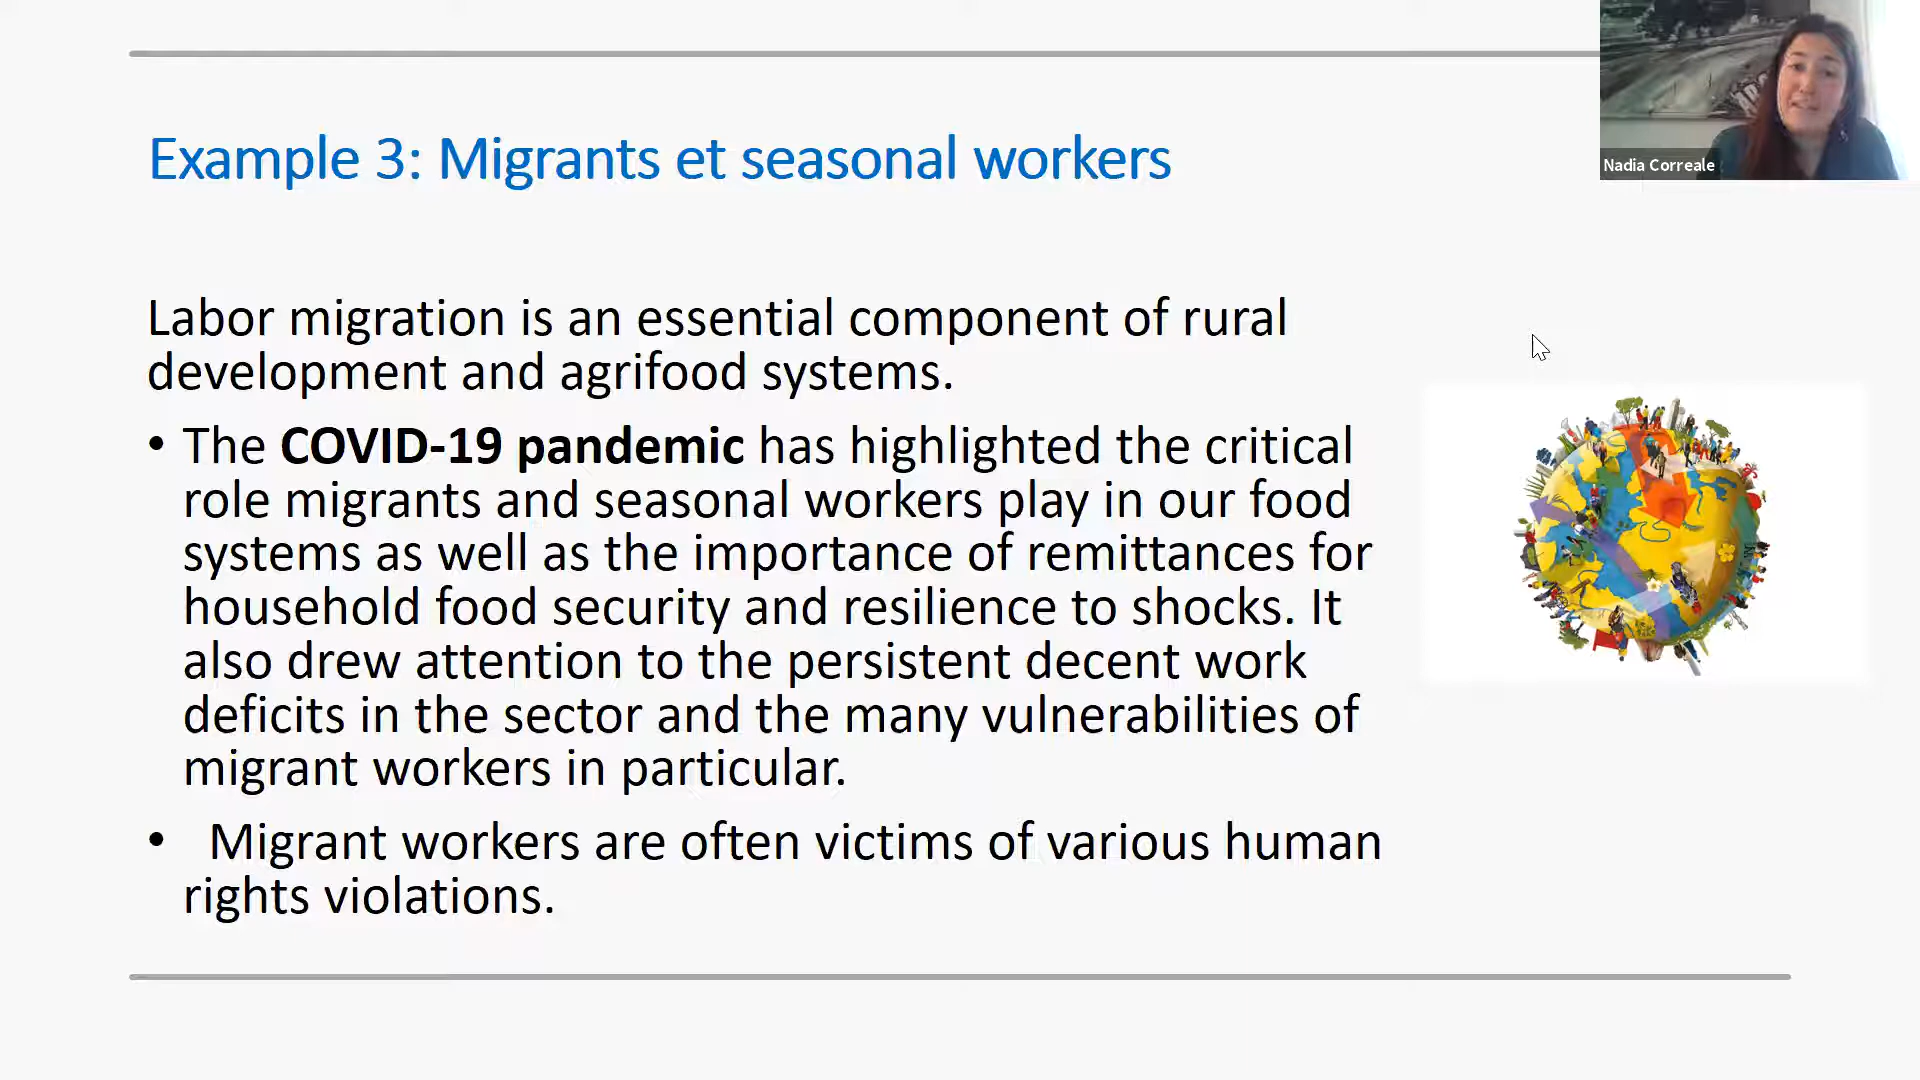 Example 3: Migrants et seasonal workers
Nadia Correale
Labor migration is an essential component of rural
development and agrifood systems.
• The COVID-19 pandemic has highlighted the critical
role migrants and seasonal workers play in our food
systems as well as the importance of remittances for
household food security and resilience to shocks. It
also drew attention to the persistent decent work
deficits in the sector and the many vulnerabilities of
migrant workers in particular.
• Migrant workers are often victims of various human
rights violations.